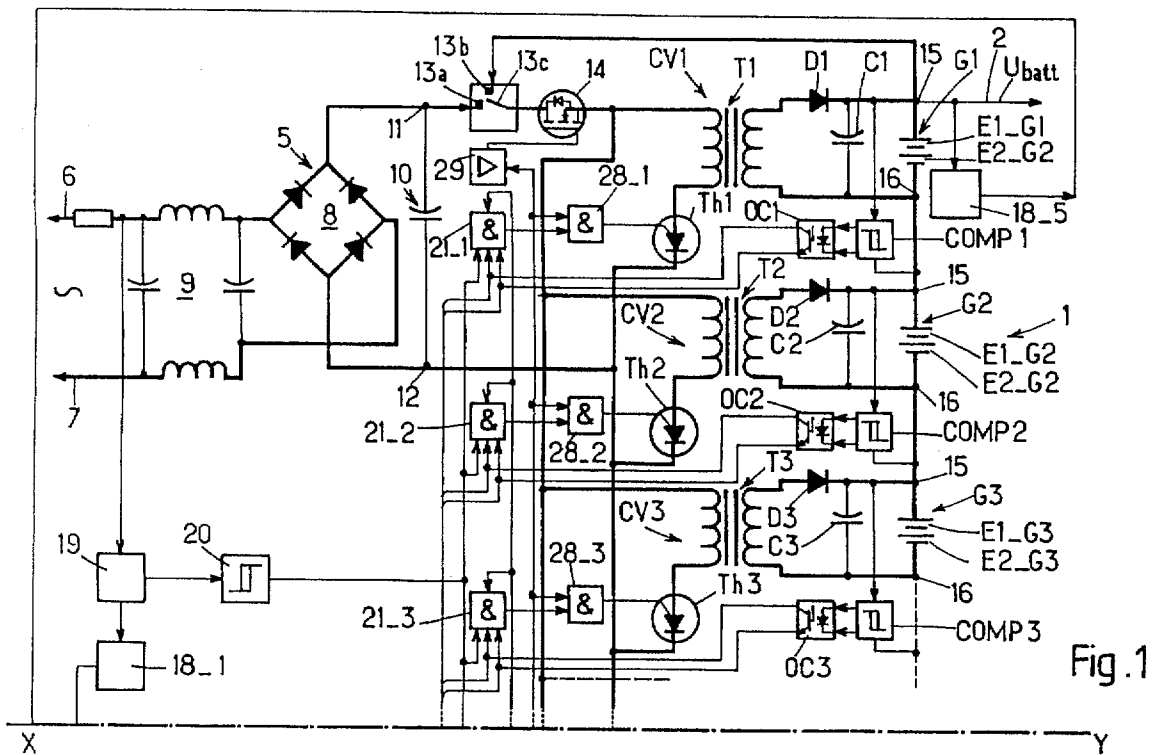 13b
13a
13c
14
CV1
T1
D1
C1
15
2
G1
Ubatt
5
11
6
10
8
29
28_1
E1_G1
E2_G2
16
18_5
Th1
OC1
COMP1
&
&
21_1
9
12
T2
15
CV2
D2
C2
G2
1
E1_G2
E2_G2
Th2
16
7
&
&
21_2
28_2
OC2
COMP2
T3
15
CV3
D3
C3
G3
E1_G3
E2_G3
19
20
28_3
Th3
16
&
&
21_3
18_1
OC3
COMP3
Fig.1
X
Y